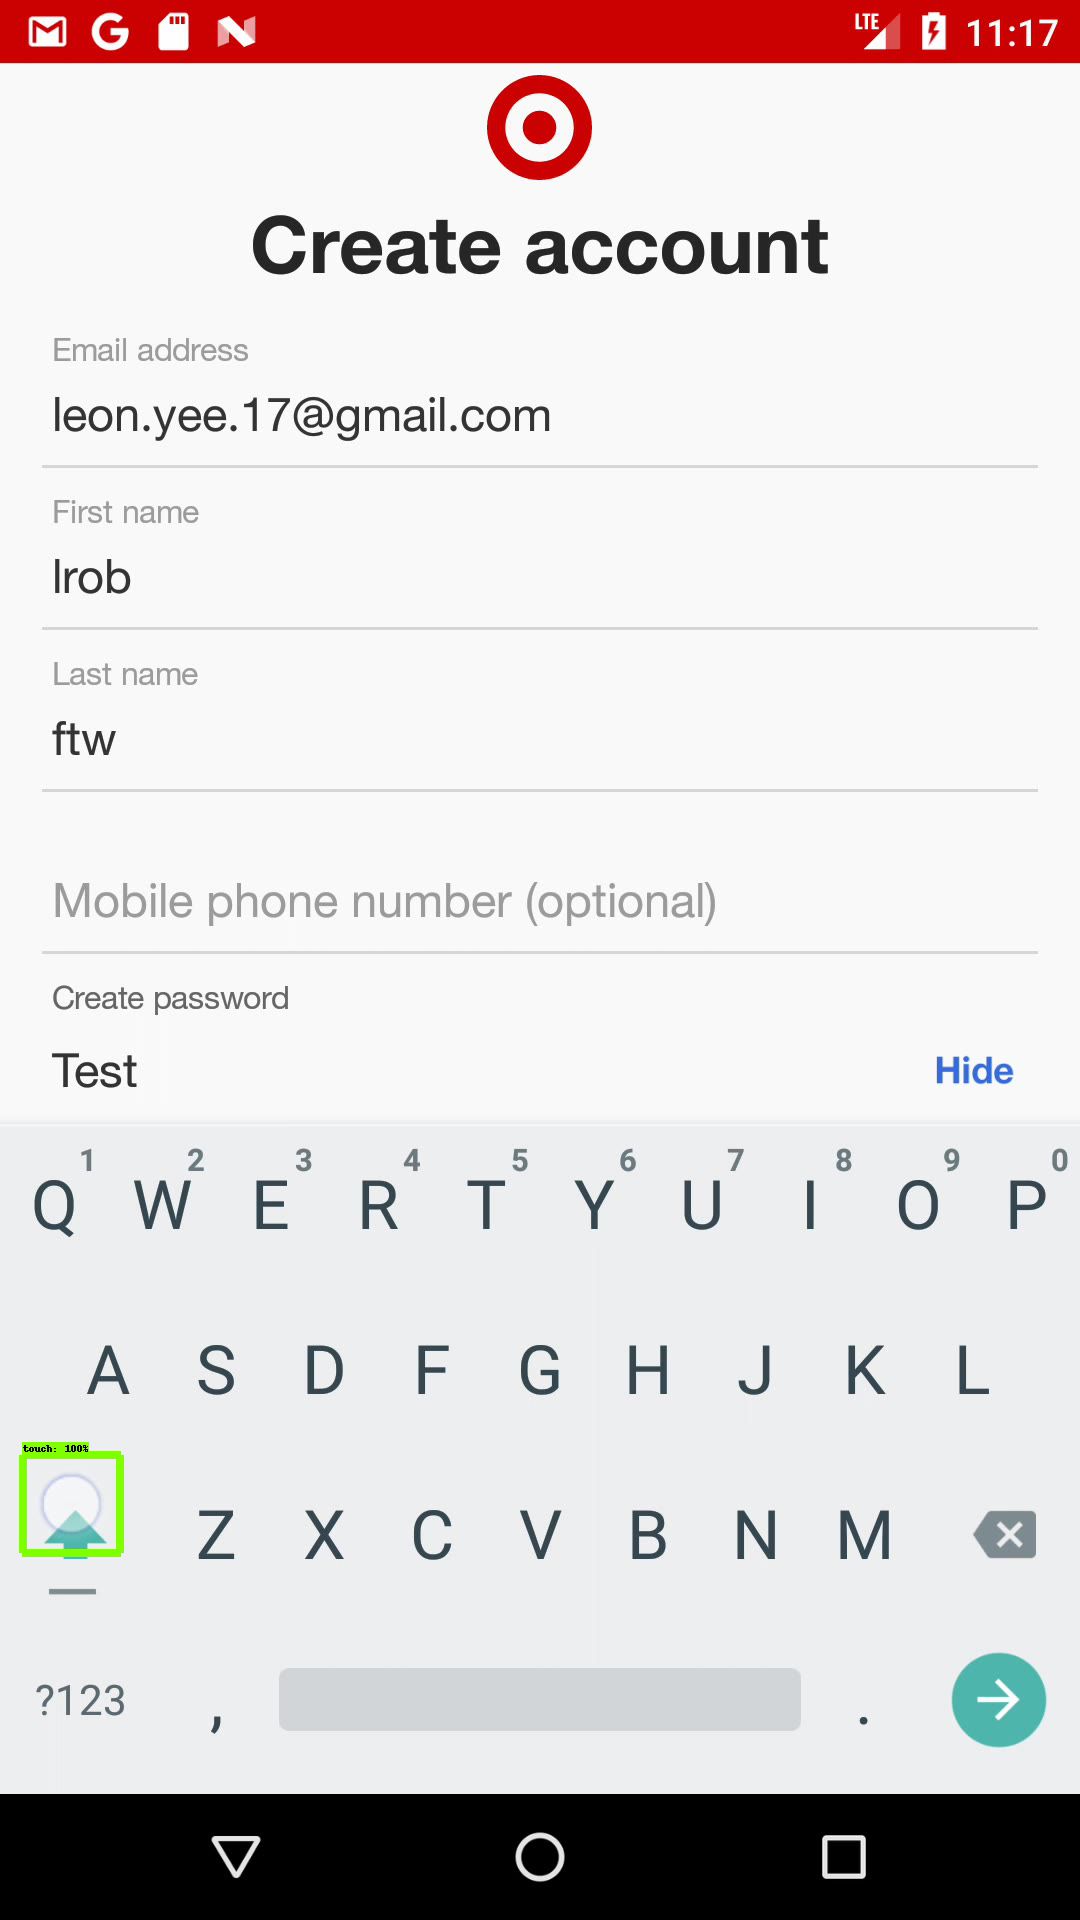 LTE 11:17
Create account
Email address
leon.yee.17@gmail.com
First name
lrob
Last name
ftw
Mobile phone number (optional)
Create password
Test Hide
1 2 3 4 5 6 7 8 9 0
Q W E R T Y U I O P
A S D F G H J K L
touch: 100%
Z X C V B N M
?123 , .